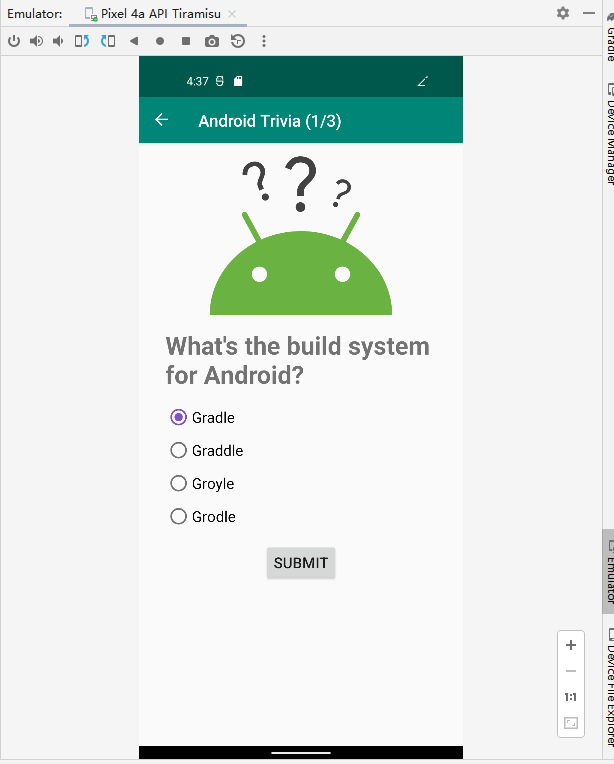 Emulator: Pixel 4a API Tiramisu
Gradle
Device Manager
4:37
Android Trivia (1/3)
? ? ?
What's the build system
for Android?
Gradle
Graddle
Groyle
Grodle
SUBMIT
Emulator
Device File Explorer
1:1